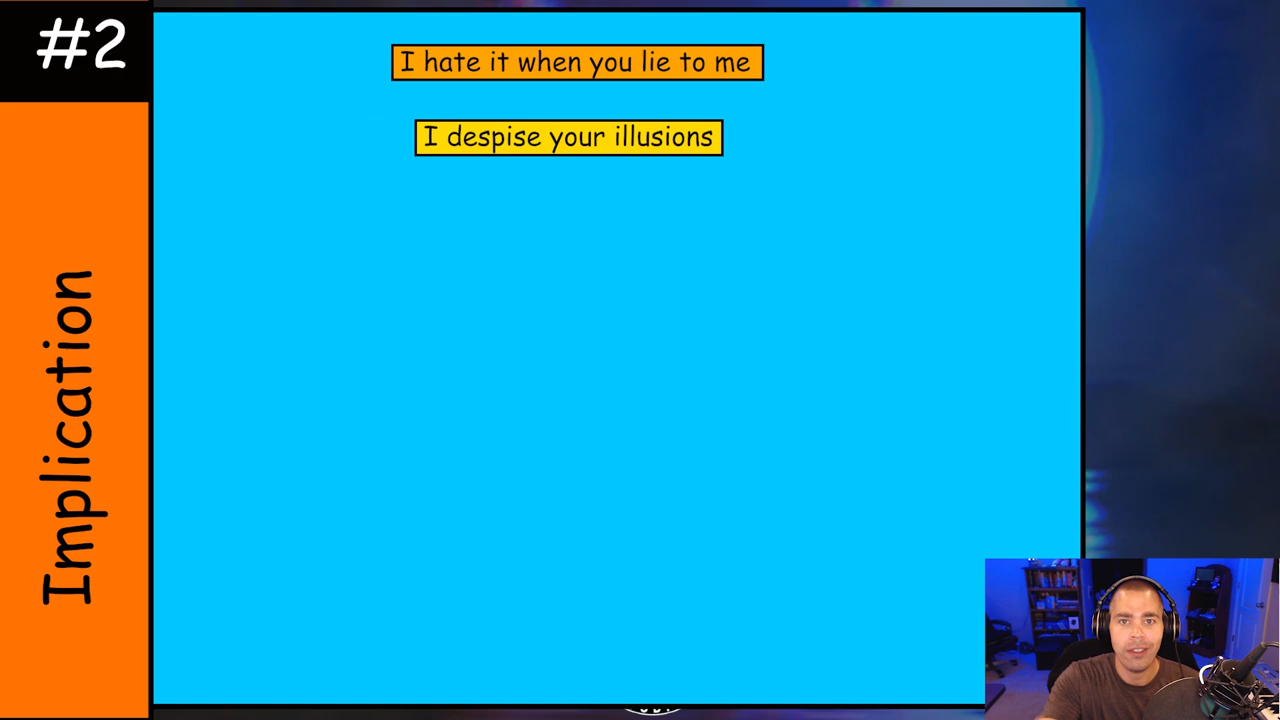 #2
Implication
I hate it when you lie to me
I despise your illusions